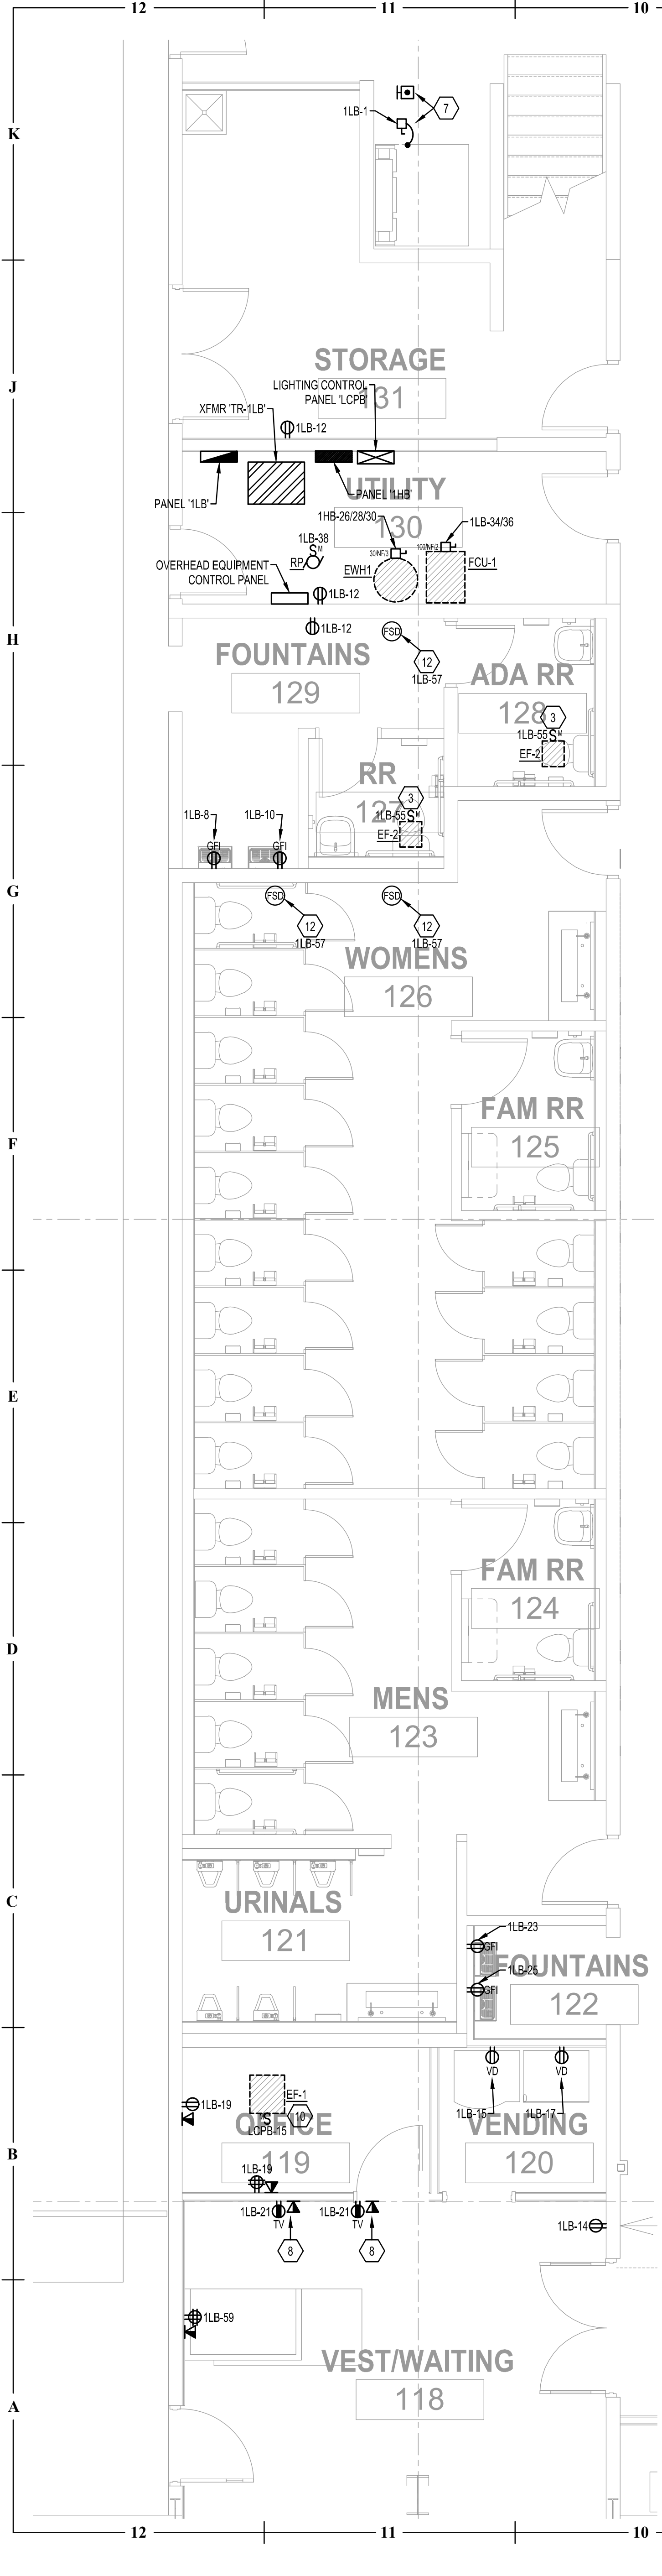 12
11
10
K
1LB-1
7
STORAGE
131
J
LIGHTING CONTROL
PANEL 'LCPB'
XFMR 'TR-1LB'
1LB-12
PANEL '1LB'
PANEL '1HB'
UTILITY
130
1HB-26/28/30
1LB-34/36
1LB-38
S M
RP
30/NF/3
100/NF/2
EWH1
FCU-1
OVERHEAD EQUIPMENT
CONTROL PANEL
1LB-12
H
1LB-12
FSD
12
1LB-57
FOUNTAINS
129
ADA RR
128
3
1LB-55 S M
EF-2
RR
127
3
1LB-55 S M
EF-2
1LB-8
1LB-10
GFI
GFI
G
FSD
12
1LB-57
FSD
12
1LB-57
WOMENS
126
FAM RR
125
F
E
FAM RR
124
D
MENS
123
C
URINALS
121
1LB-23
GFI
1LB-25
GFI
FOUNTAINS
122
VD
VD
1LB-15
1LB-17
VENDING
120
B
1LB-19
EF-1
S
10
LCPB-15
OFFICE
119
1LB-19
1LB-21
TV
8
1LB-21
TV
8
1LB-14
1LB-59
VEST/WAITING
118
A
12
11
10